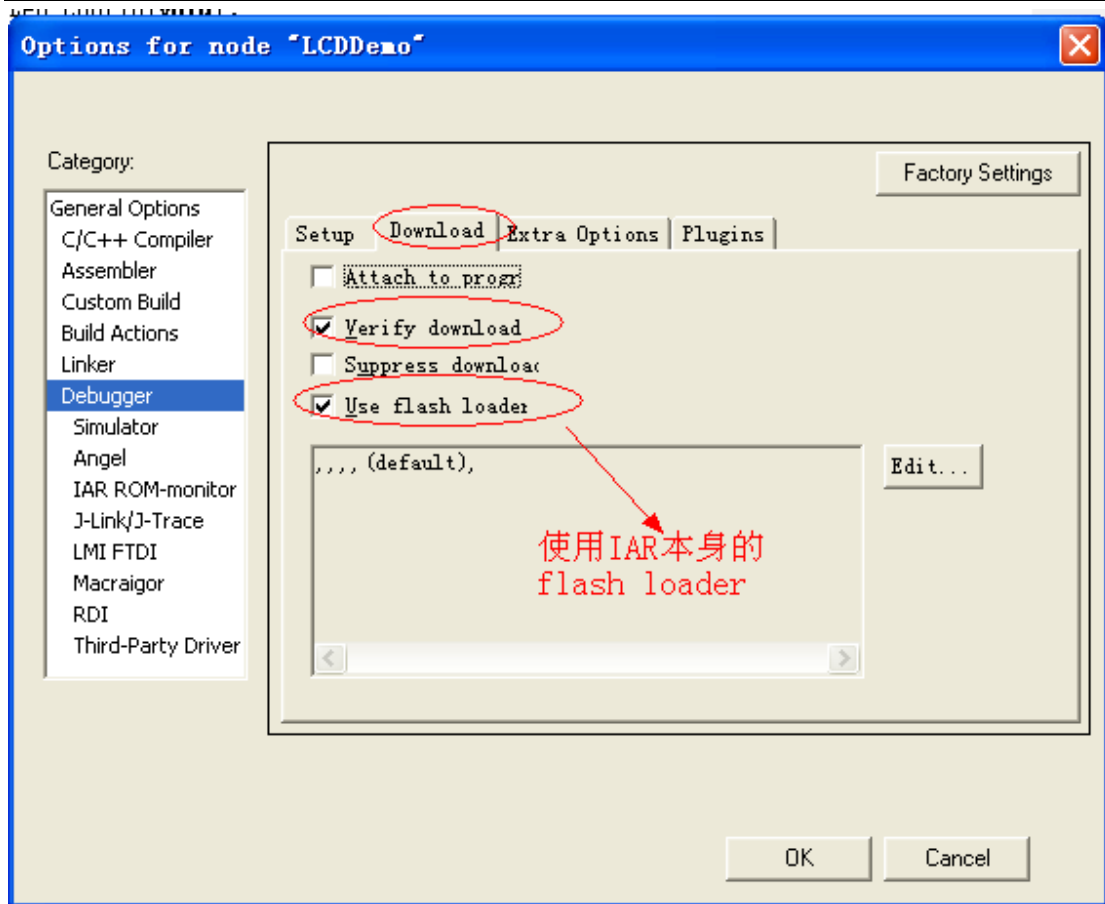 Options for node "LCDDemo"
Category:
Factory Settings
General Options
C/C++ Compiler
Assembler
Custom Build
Build Actions
Linker
Debugger
Simulator
Angel
IAR ROM-monitor
J-Link/J-Trace
LMI FTDI
Macraigor
RDI
Third-Party Driver
Setup Download Extra Options Plugins
Attach to progr
Verify download
Suppress downloac
Use flash loader
,,,, (default),
Edit...
使用IAR本身的
flash loader
OK Cancel